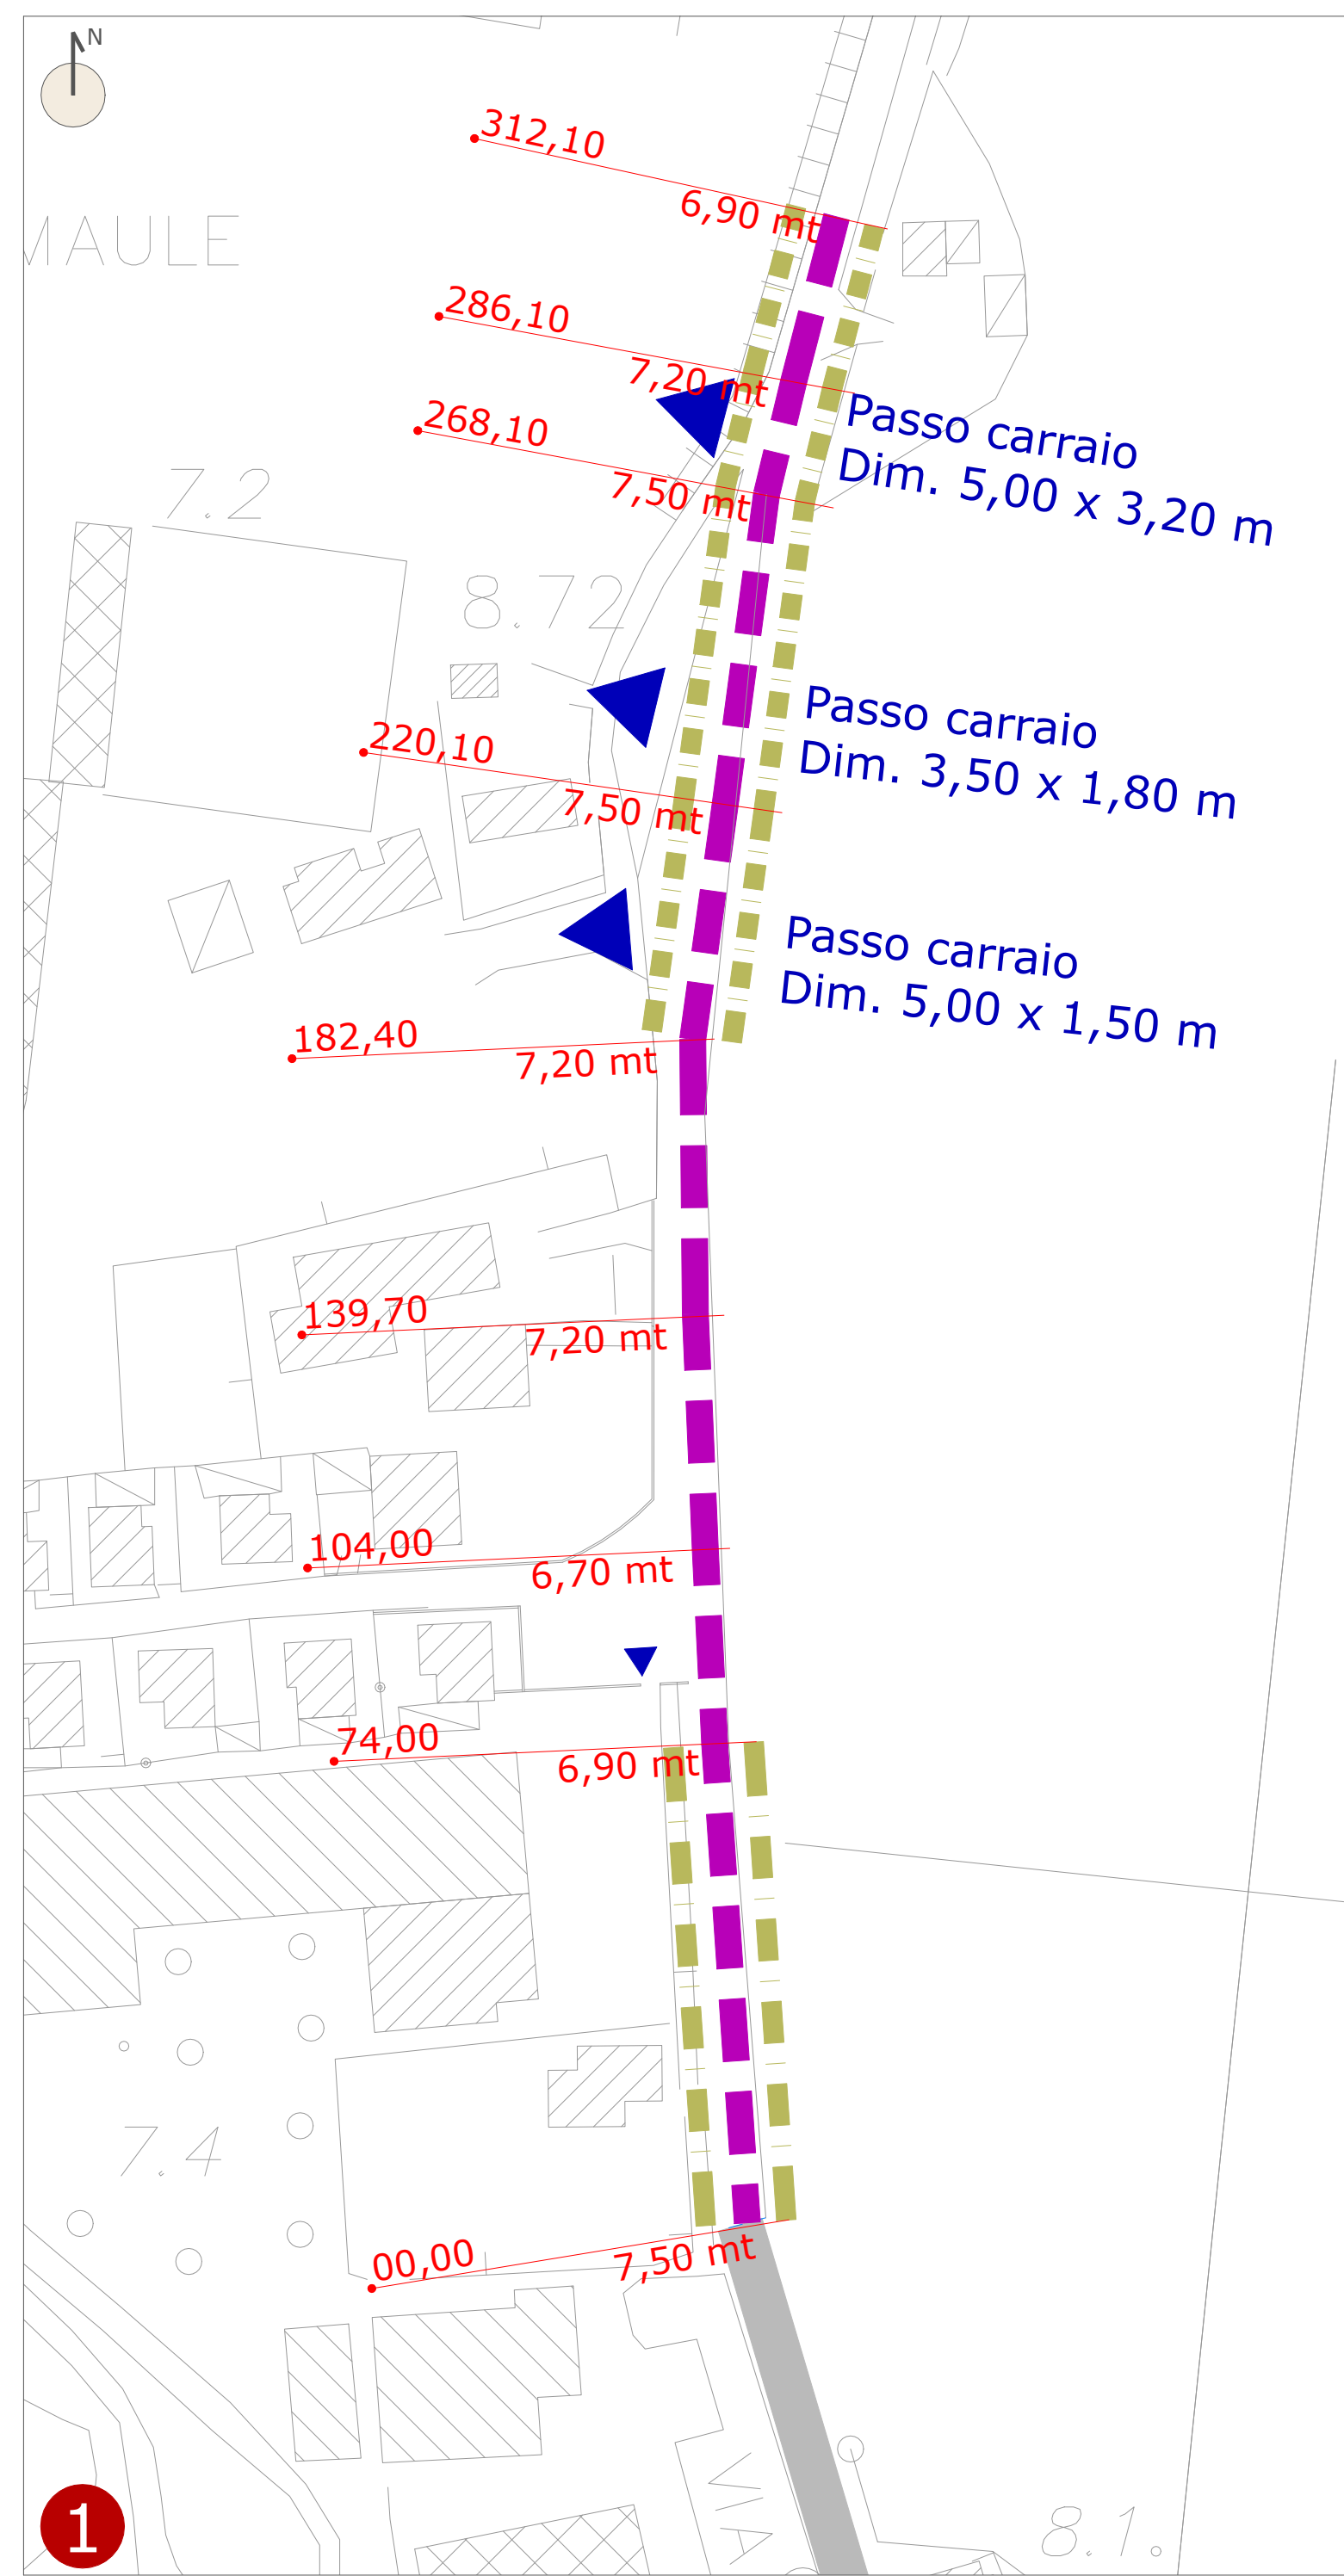 N
312,10
6,90 mt
MAULE
286,10
7,20 mt
268,10
7,50 mt
Passo carraio
Dim. 5,00 x 3,20 m
7.2
8.72
Passo carraio
Dim. 3,50 x 1,80 m
220,10
7,50 mt
Passo carraio
Dim. 5,00 x 1,50 m
182,40
7,20 mt
139,70
7,20 mt
104,00
6,70 mt
74,00
6,90 mt
7.4
00,00
7,50 mt
1
8.1.